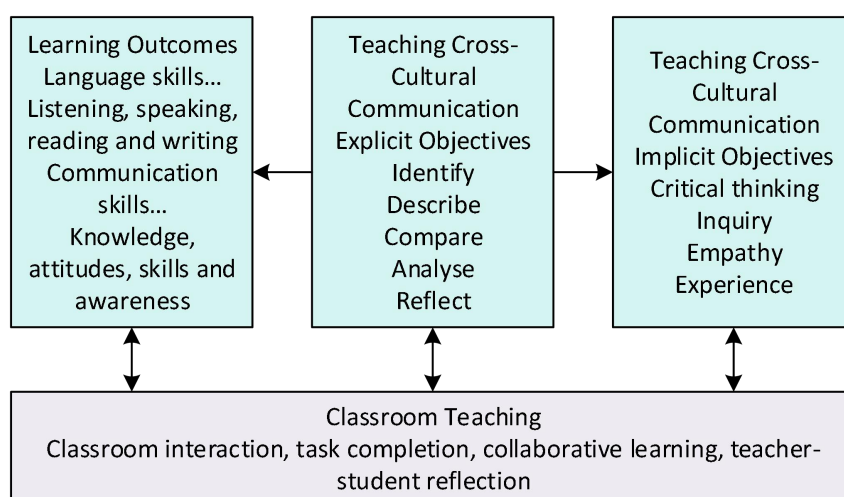 Learning Outcomes
Language skills...
Listening, speaking,
reading and writing
Communication
skills...
Knowledge,
attitudes, skills and
awareness
Teaching Cross-
Cultural
Communication
Explicit Objectives
Identify
Describe
Compare
Analyse
Reflect
Teaching Cross-
Cultural
Communication
Implicit Objectives
Critical thinking
Inquiry
Empathy
Experience
Classroom Teaching
Classroom interaction, task completion, collaborative learning, teacher-
student reflection